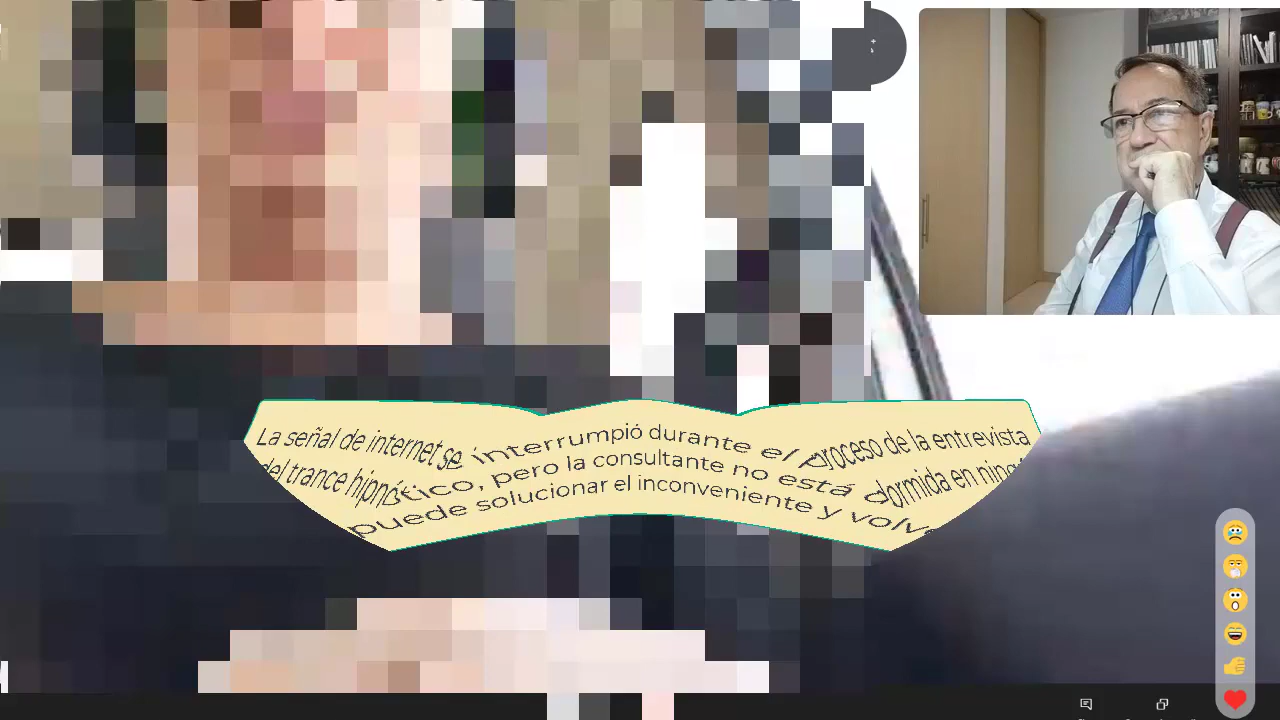 La señal de internet se interrumpió durante el proceso de la entrevista
del trance hipnótico, pero la consultante no está dormida en
puede solucionar el inconveniente y